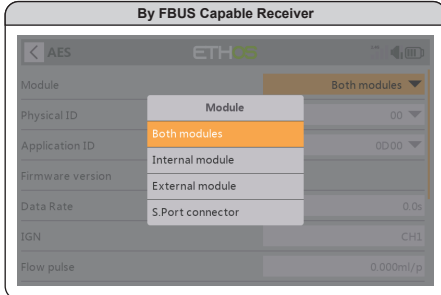 By FBUS Capable Receiver
AES
ETHOS
Module
Both modules
Physical ID
00
Application ID
0D00
Firmware version
Data Rate
0.0s
IGN
CH1
Flow pulse
0.000ml/p
Module
Both modules
Internal module
External module
S.Port connector